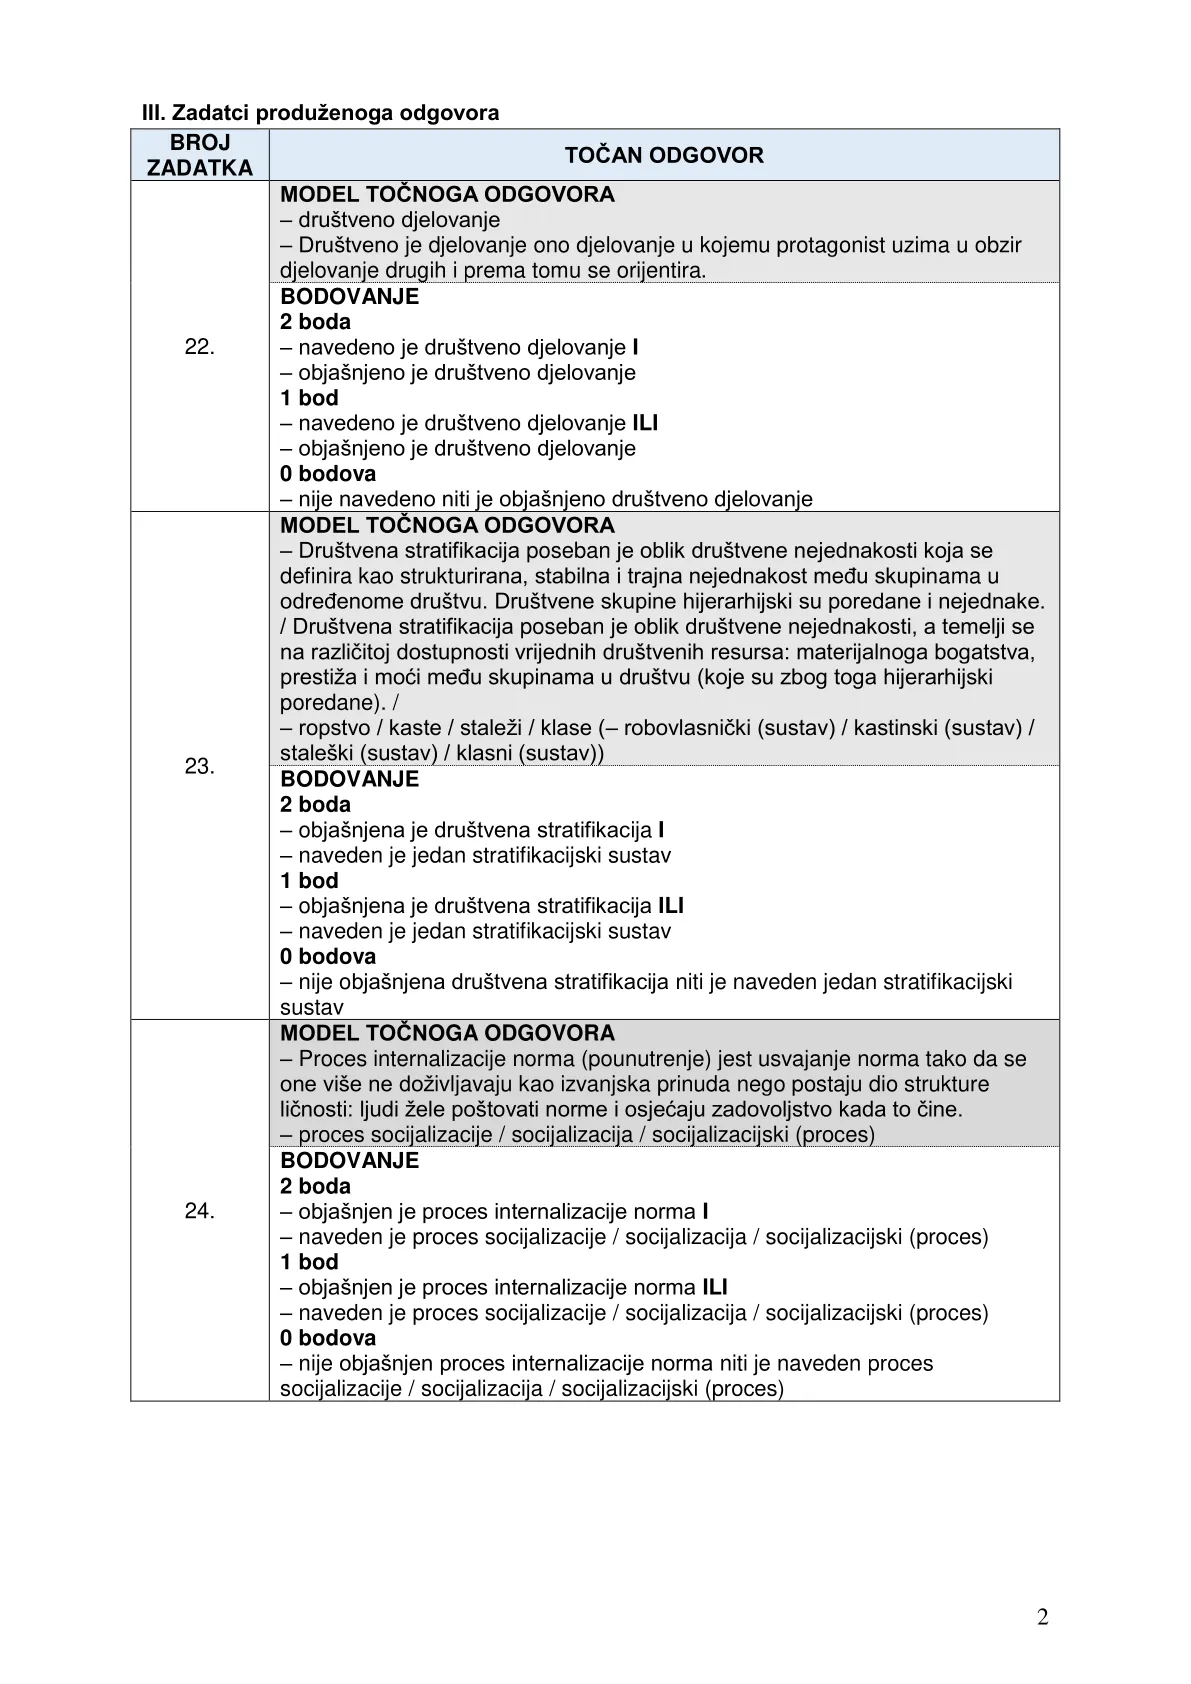 III. Zadatci produženoga odgovora
BROJ
ZADATKA
TOČAN ODGOVOR
22.
MODEL TOČNOGA ODGOVORA
– društveno djelovanje
– Društveno je djelovanje ono djelovanje u kojemu protagonist uzima u obzir
djelovanje drugih i prema tomu se orijentira.
BODOVANJE
2 boda
– navedeno je društveno djelovanje I
– objašnjeno je društveno djelovanje
1 bod
– navedeno je društveno djelovanje ILI
– objašnjeno je društveno djelovanje
0 bodova
– nije navedeno niti je objašnjeno društveno djelovanje
23.
MODEL TOČNOGA ODGOVORA
– Društvena stratifikacija poseban je oblik društvene nejednakosti koja se
definira kao strukturirana, stabilna i trajna nejednakost među skupinama u
određenome društvu. Društvene skupine hijerarhijski su poredane i nejednake.
/ Društvena stratifikacija poseban je oblik društvene nejednakosti, a temelji se
na različitoj dostupnosti vrijednih društvenih resursa: materijalnoga bogatstva,
prestiža i moći među skupinama u društvu (koje su zbog toga hijerarhijski
poredane). /
– ropstvo / kaste / staleži / klase (– robovlasnički (sustav) / kastinski (sustav) /
staleški (sustav) / klasni (sustav))
BODOVANJE
2 boda
– objašnjena je društvena stratifikacija I
– naveden je jedan stratifikacijski sustav
1 bod
– objašnjena je društvena stratifikacija ILI
– naveden je jedan stratifikacijski sustav
0 bodova
– nije objašnjena društvena stratifikacija niti je naveden jedan stratifikacijski
sustav
24.
MODEL TOČNOGA ODGOVORA
– Proces internalizacije norma (pounutrenje) jest usvajanje norma tako da se
one više ne doživljavaju kao izvanjska prinuda nego postaju dio strukture
ličnosti: ljudi žele poštovati norme i osjećaju zadovoljstvo kada to čine.
– proces socijalizacije / socijalizacija / socijalizacijski (proces)
BODOVANJE
2 boda
– objašnjen je proces internalizacije norma I
– naveden je proces socijalizacije / socijalizacija / socijalizacijski (proces)
1 bod
– objašnjen je proces internalizacije norma ILI
– naveden je proces socijalizacije / socijalizacija / socijalizacijski (proces)
0 bodova
– nije objašnjen proces internalizacije norma niti je naveden proces
socijalizacije / socijalizacija / socijalizacijski (proces)
2